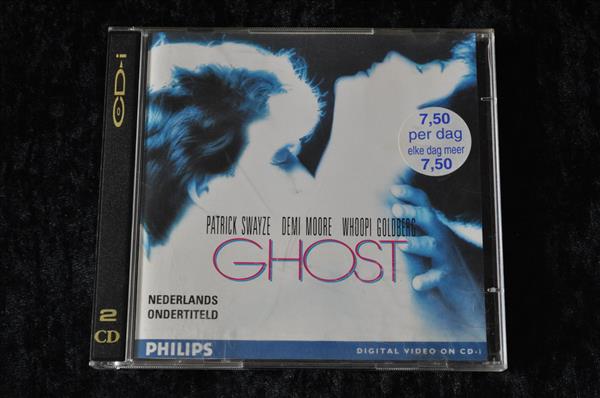 CD-i
7,50
per dag
elke dag meer
7,50
PATRICK SWAYZE DEMI MOORE WHOOPI GOLDBERG
GHOST
NEDERLANDS
ONDERTITELD
2
CD
PHILIPS
DIGITAL VIDEO ON CD-i